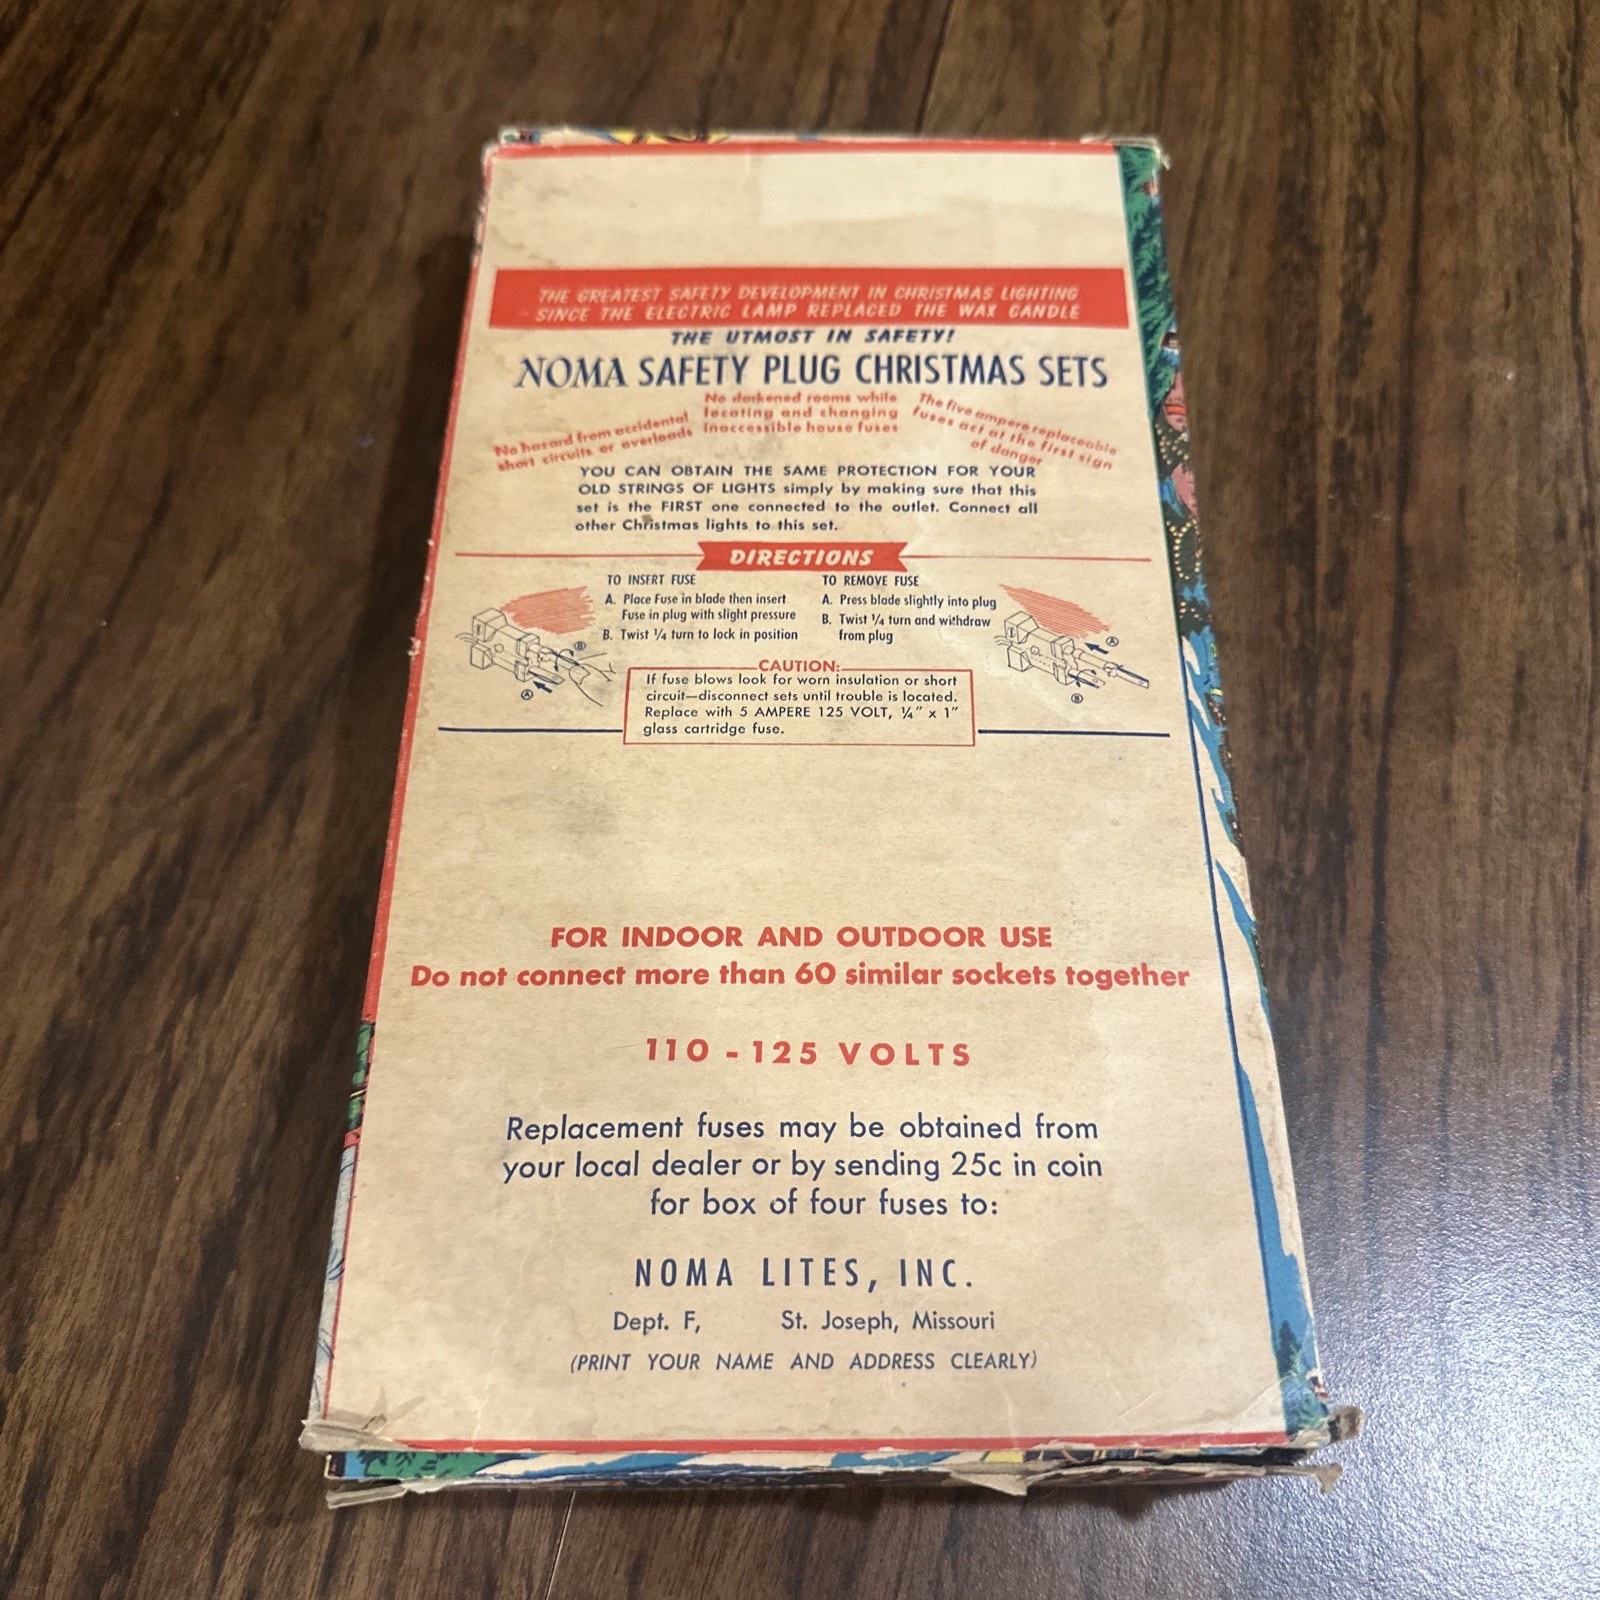 THE GREATEST SAFETY DEVELOPMENT IN CHRISTMAS LIGHTING
SINCE THE ELECTRIC LAMP REPLACED THE WAX CANDLE
THE UTMOST IN SAFETY!
NOMA SAFETY PLUG CHRISTMAS SETS
No hazard from accidental
short circuits or overloads
No darkened rooms while
locating and changing
inaccessible house fuses
The five ampere replaceable
fuses act at the first sign
of danger
YOU CAN OBTAIN THE SAME PROTECTION FOR YOUR
OLD STRINGS OF LIGHTS simply by making sure that this
set is the FIRST one connected to the outlet. Connect all
other Christmas lights to this set.
DIRECTIONS
TO INSERT FUSE
A. Place Fuse in blade then insert
Fuse in plug with slight pressure
B. Twist ¼ turn to lock in position
TO REMOVE FUSE
A. Press blade slightly into plug
B. Twist ¼ turn and withdraw
from plug
B
A
A
B
CAUTION:
If fuse blows look for worn insulation or short
circuit—disconnect sets until trouble is located.
Replace with 5 AMPERE 125 VOLT, ¼" x 1"
glass cartridge fuse.
FOR INDOOR AND OUTDOOR USE
Do not connect more than 60 similar sockets together
110 - 125 VOLTS
Replacement fuses may be obtained from
your local dealer or by sending 25c in coin
for box of four fuses to:
NOMA LITES, INC.
Dept. F, St. Joseph, Missouri
(PRINT YOUR NAME AND ADDRESS CLEARLY)